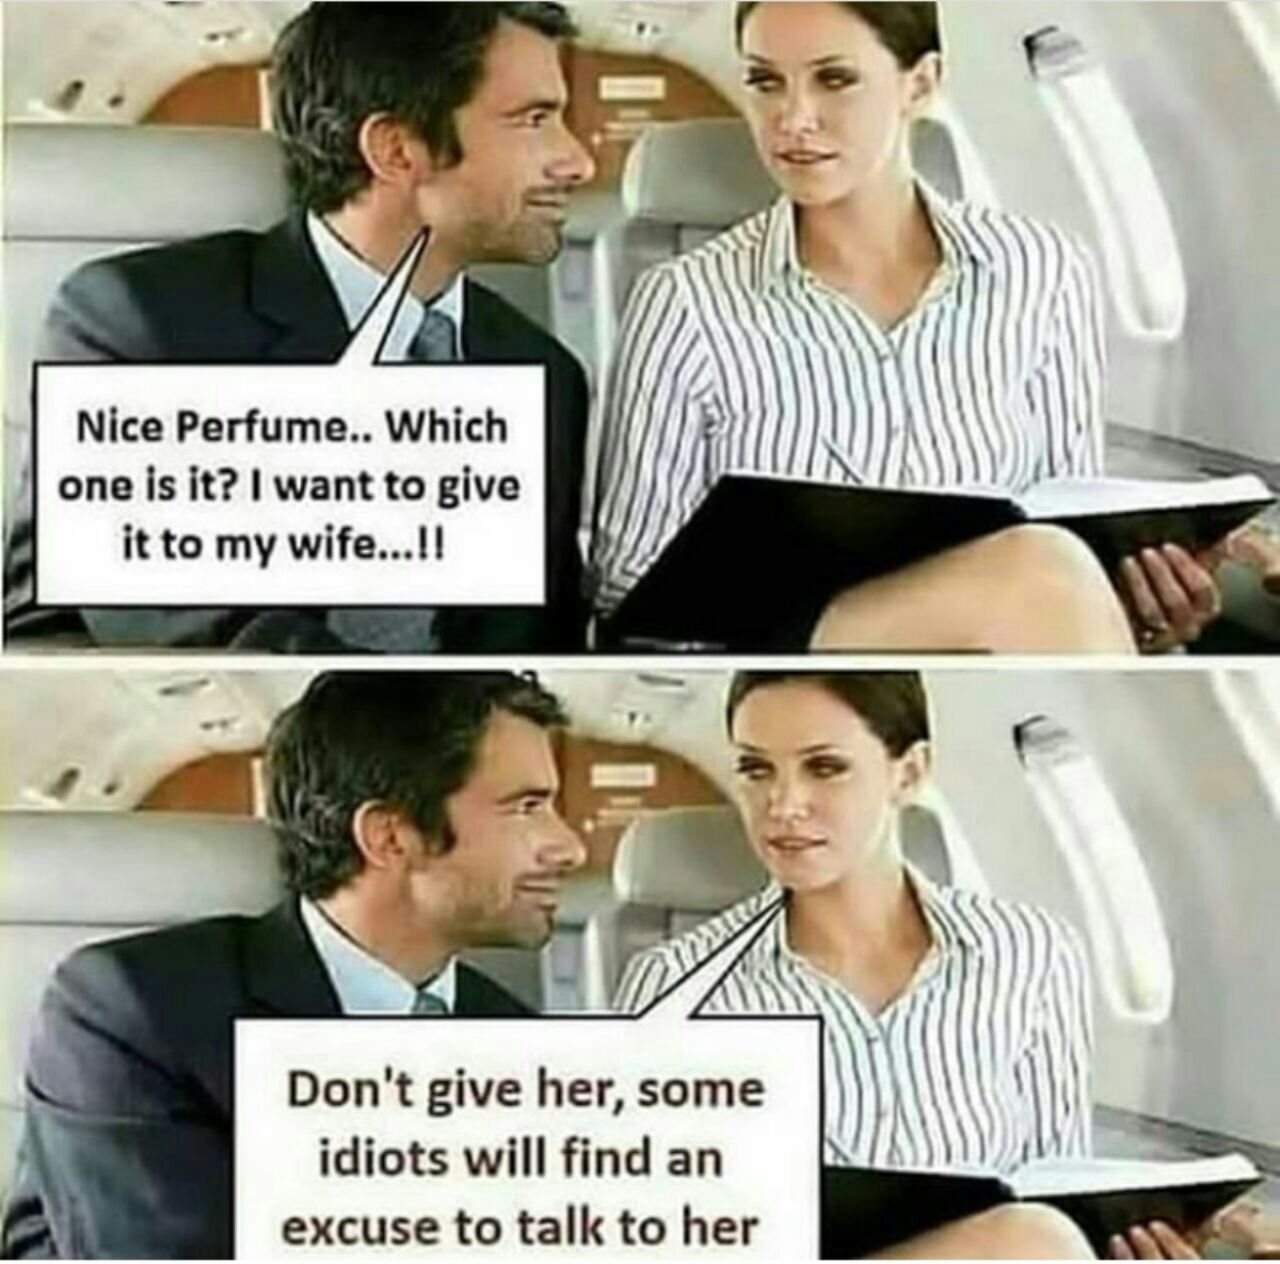 Nice Perfume.. Which
one is it? I want to give
it to my wife...!!
Don't give her, some
idiots will find an
excuse to talk to her